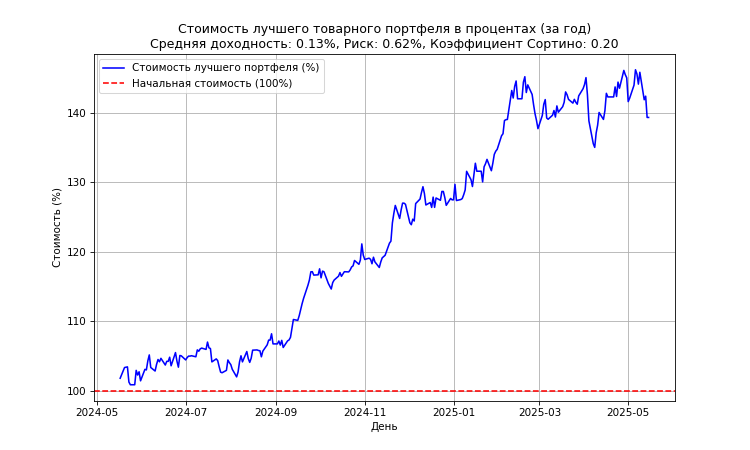 Стоимость лучшего товарного портфеля в процентах (за год)
Средняя доходность: 0.13%, Риск: 0.62%, Коэффициент Сортино: 0.20
Стоимость лучшего портфеля (%)
Начальная стоимость (100%)
Стоимость (%)
140
130
120
110
100
2024-05
2024-07
2024-09
2024-11
2025-01
2025-03
2025-05
День